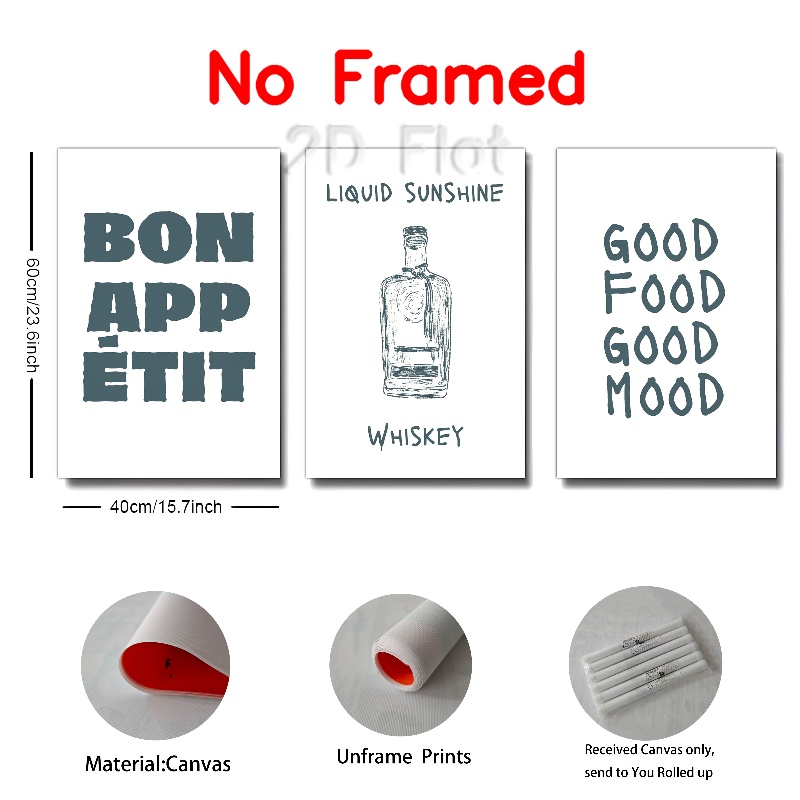 No Framed
2D Flat
BON
APP
ÉTIT
LIQUID SUNSHINE
WHISKEY
GOOD
FOOD
GOOD
MOOD
60cm/23.6inch
40cm/15.7inch
Material:Canvas
Unframe Prints
Received Canvas only,
send to You Rolled up